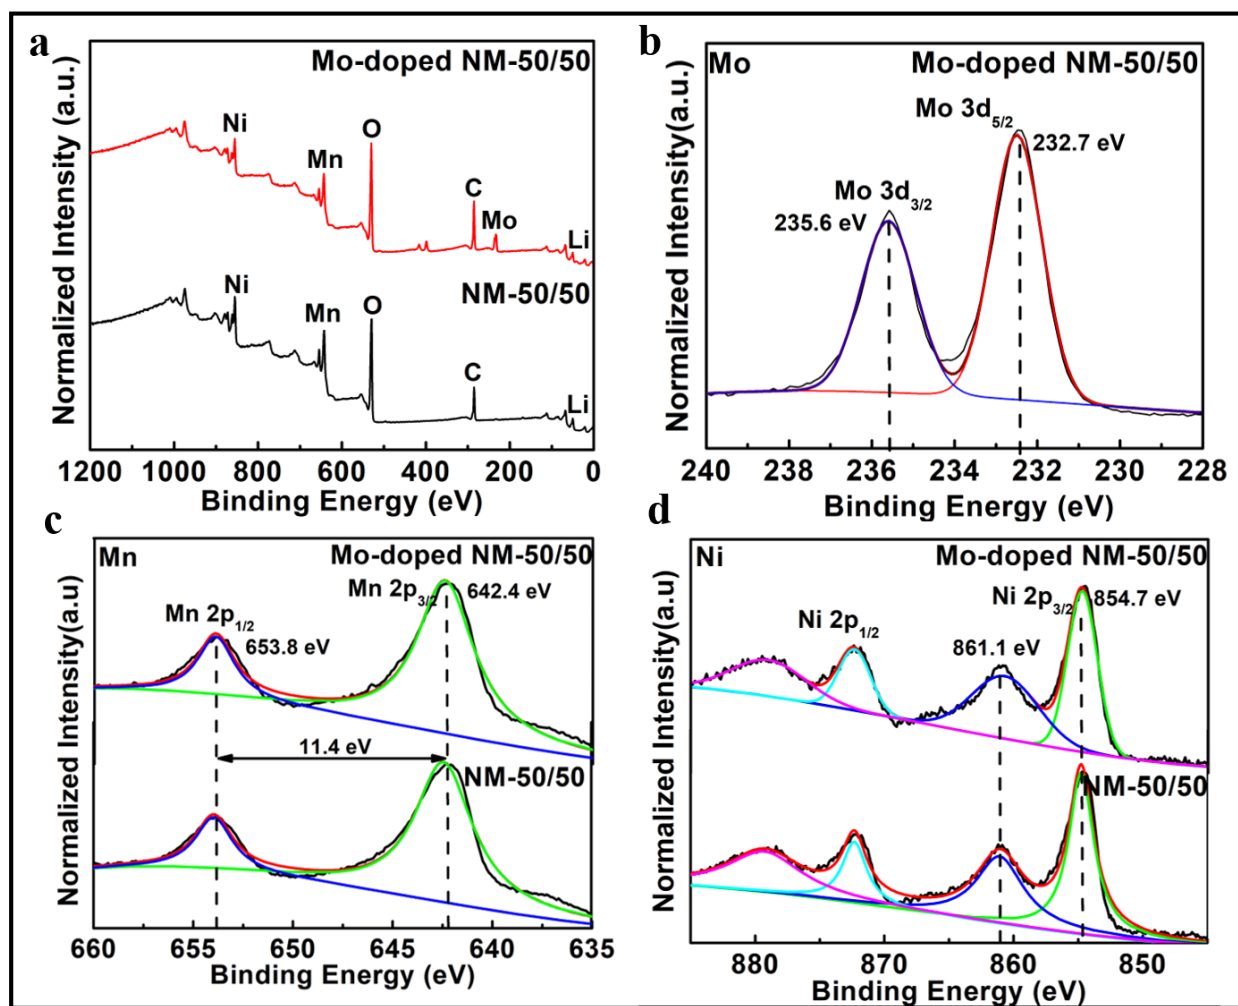 a
Mo-doped NM-50/50
Ni
Mn
O
C
Mo
Li
NM-50/50
Ni
Mn
O
C
Li
Normalized Intensity (a.u.)
1200 1000 800 600 400 200 0
Binding Energy (eV)
b
Mo
Mo-doped NM-50/50
Mo 3d5/2
232.7 eV
Mo 3d3/2
235.6 eV
Normalized Intensity(a.u.)
240 238 236 234 232 230 228
Binding Energy (eV)
c
Mn
Mo-doped NM-50/50
Mn 2p3/2
642.4 eV
Mn 2p1/2
653.8 eV
11.4 eV
NM-50/50
Normalized Intensity(a.u
660 655 650 645 640 635
Binding Energy (eV)
d
Ni
Mo-doped NM-50/50
Ni 2p3/2
854.7 eV
Ni 2p1/2
861.1 eV
NM-50/50
Normalized Intensity(a.u)
880 870 860 850
Binding Energy (eV)